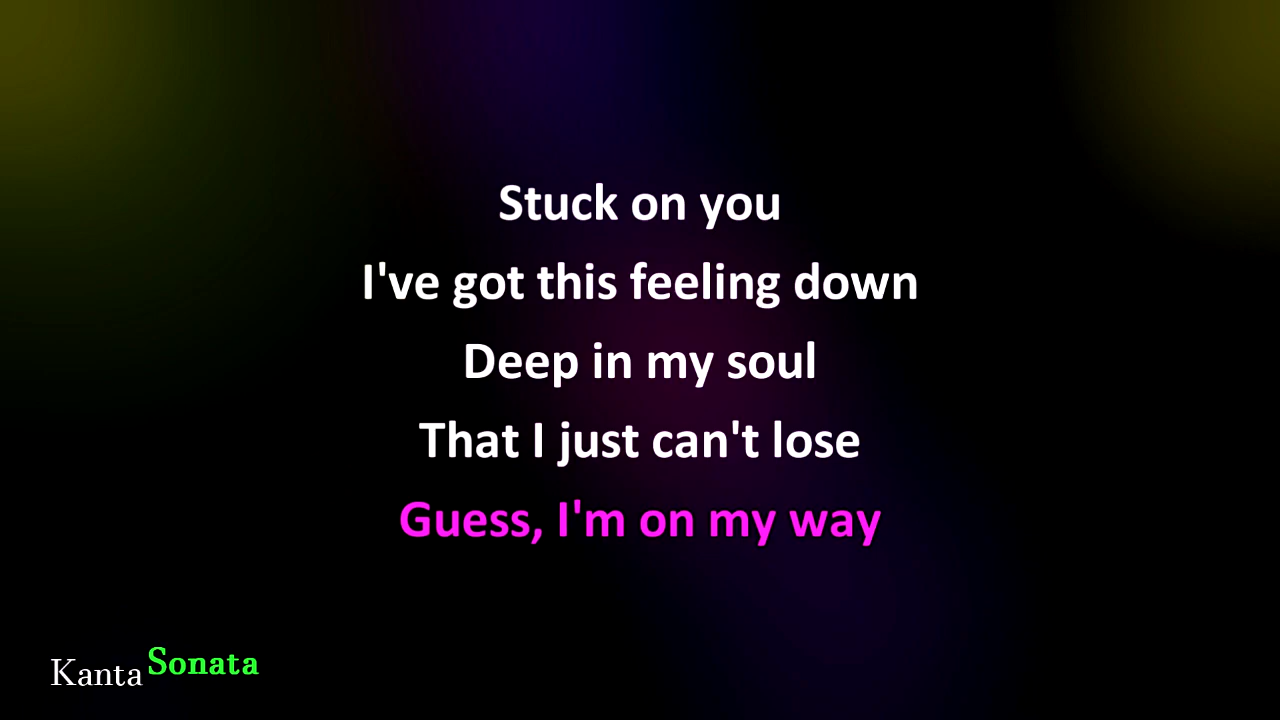 Stuck on you
I've got this feeling down
Deep in my soul
That I just can't lose
Guess, I'm on my way
Kanta Sonata